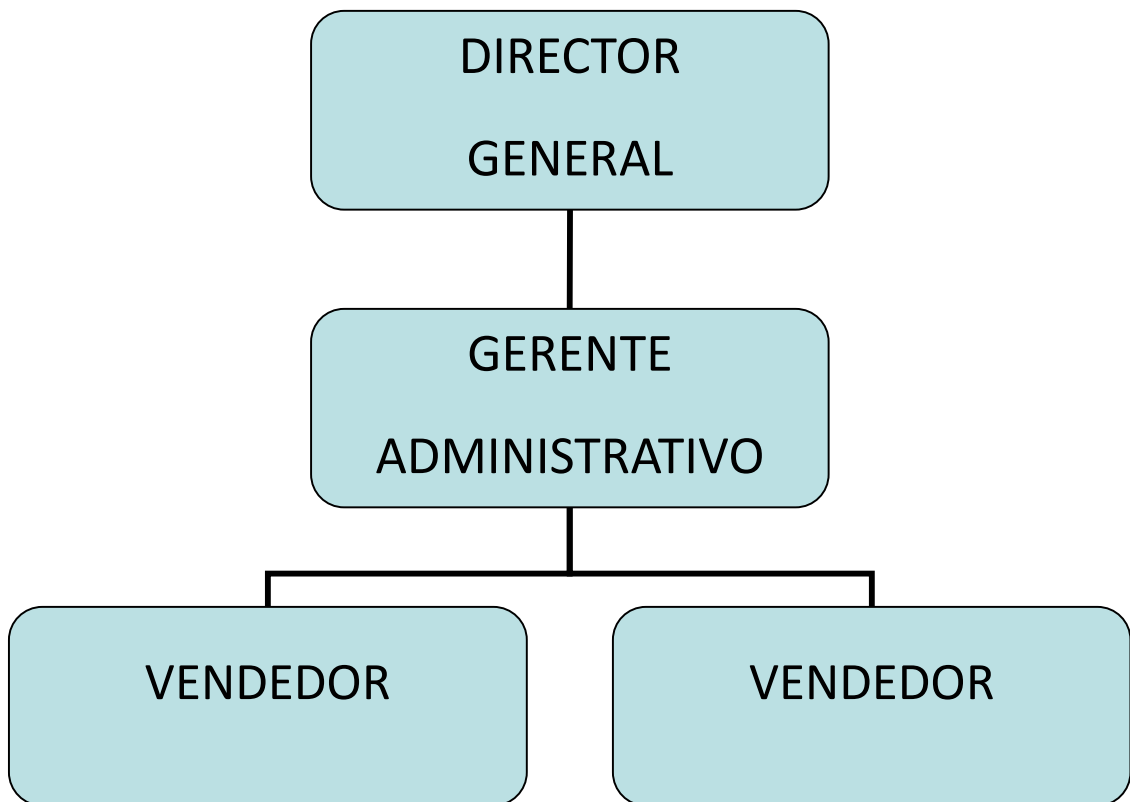 DIRECTOR
GENERAL
GERENTE
ADMINISTRATIVO
VENDEDOR
VENDEDOR